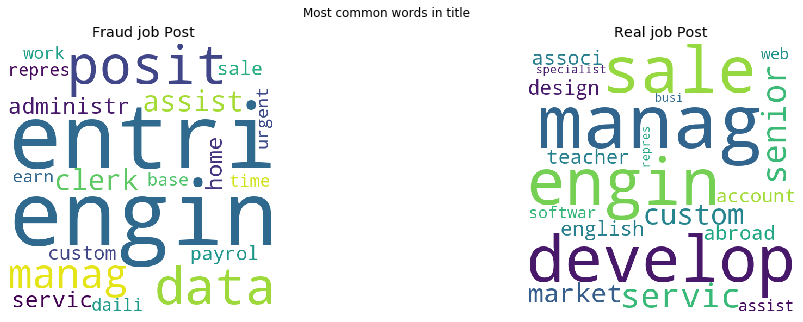 Most common words in title
Fraud job Post
work
posit
repres
sale
administr
assist
urgent
entri
home
earn
clerk
base
time
engin
custom
payrol
manag
data
servic
daili
Real job Post
associ
sale
web
specialist
design
busi
senior
manag
teacher
repres
engin
account
softwar
custom
english
abroad
develop
market
servic
assist